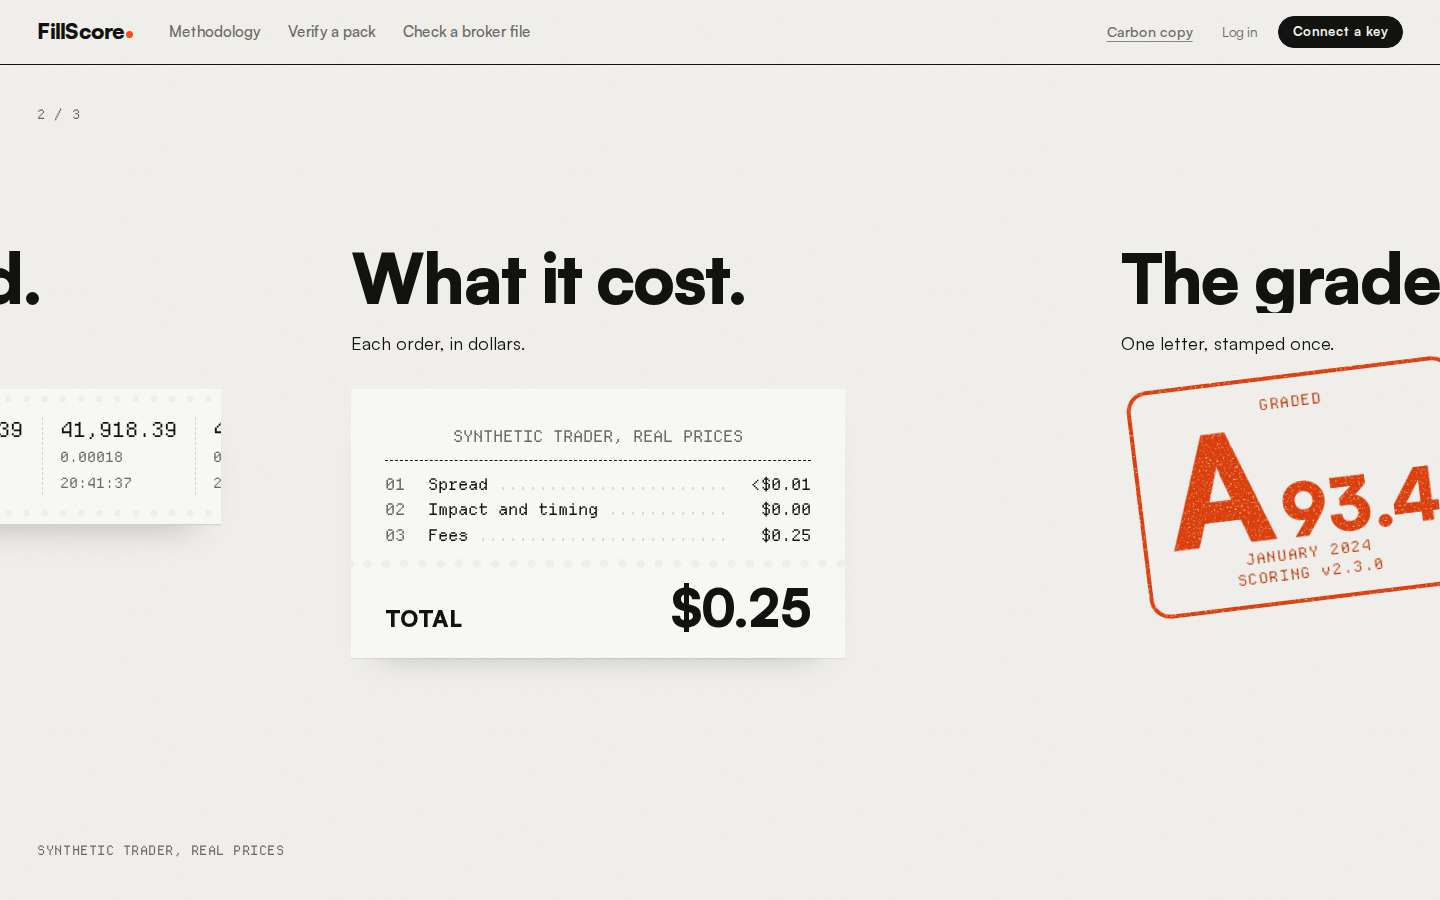 FillScore.
Methodology
Verify a pack
Check a broker file
Carbon copy
Log in
Connect a key
2 / 3
d.
39
41,918.39
0.00018
20:41:37
What it cost.
Each order, in dollars.
SYNTHETIC TRADER, REAL PRICES
01 Spread ....................... <$0.01
02 Impact and timing ............ $0.00
03 Fees ......................... $0.25
TOTAL $0.25
The grade
One letter, stamped once.
GRADED
A 93.4
JANUARY 2024
SCORING v2.3.0
SYNTHETIC TRADER, REAL PRICES